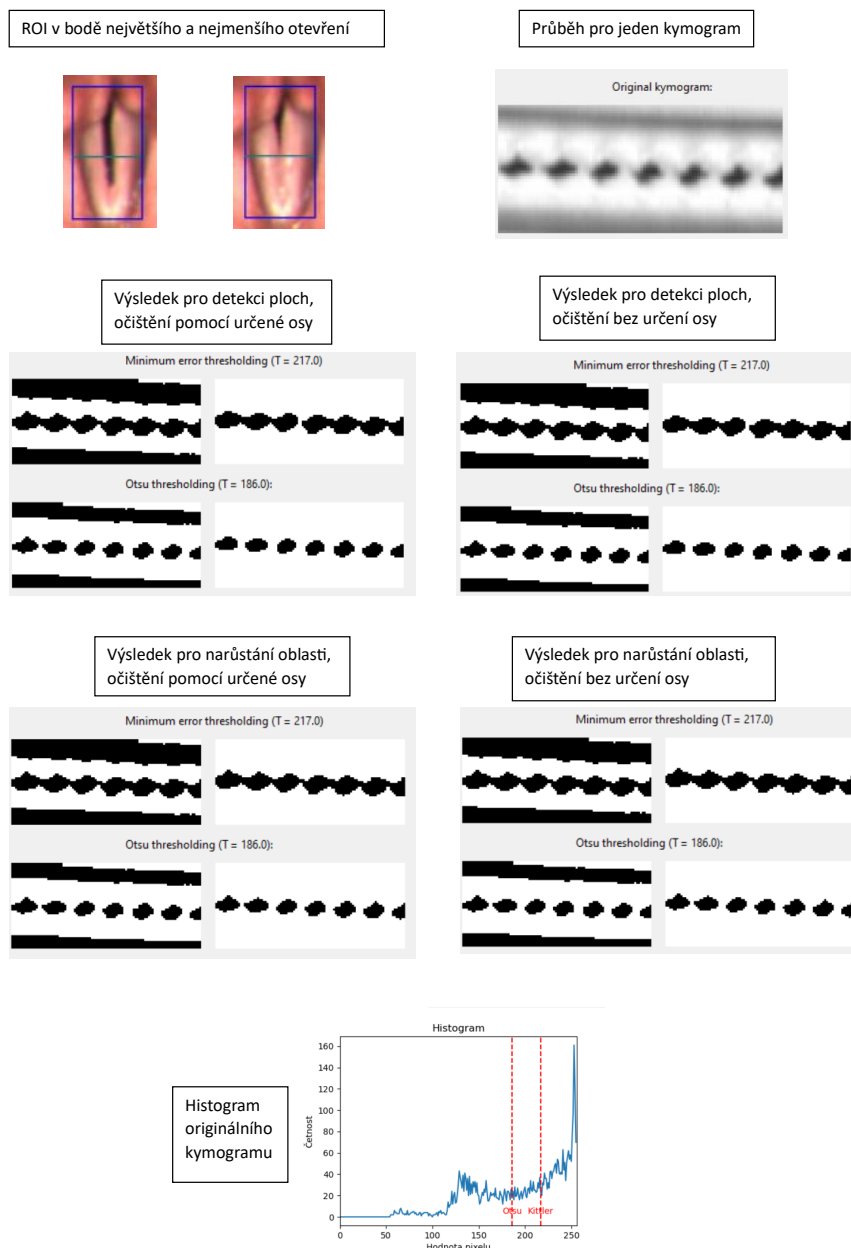 ROI v bodě největšího a nejmenšího otevření
Průběh pro jeden kymogram
Original kymogram:
Výsledek pro detekci ploch,
očištění pomocí určené osy
Výsledek pro detekci ploch,
očištění bez určení osy
Minimum error thresholding (T = 217.0)
Minimum error thresholding (T = 217.0)
Otsu thresholding (T = 186.0):
Otsu thresholding (T = 186.0):
Výsledek pro narůstání oblasti,
očištění pomocí určené osy
Výsledek pro narůstání oblasti,
očištění bez určení osy
Minimum error thresholding (T = 217.0)
Minimum error thresholding (T = 217.0)
Otsu thresholding (T = 186.0):
Otsu thresholding (T = 186.0):
Histogram
originálního
kymogramu
Histogram
Četnost
160
140
120
100
80
60
40
20
0
Otsu Kittler
0 50 100 150 200 250
Hodnota pixelu